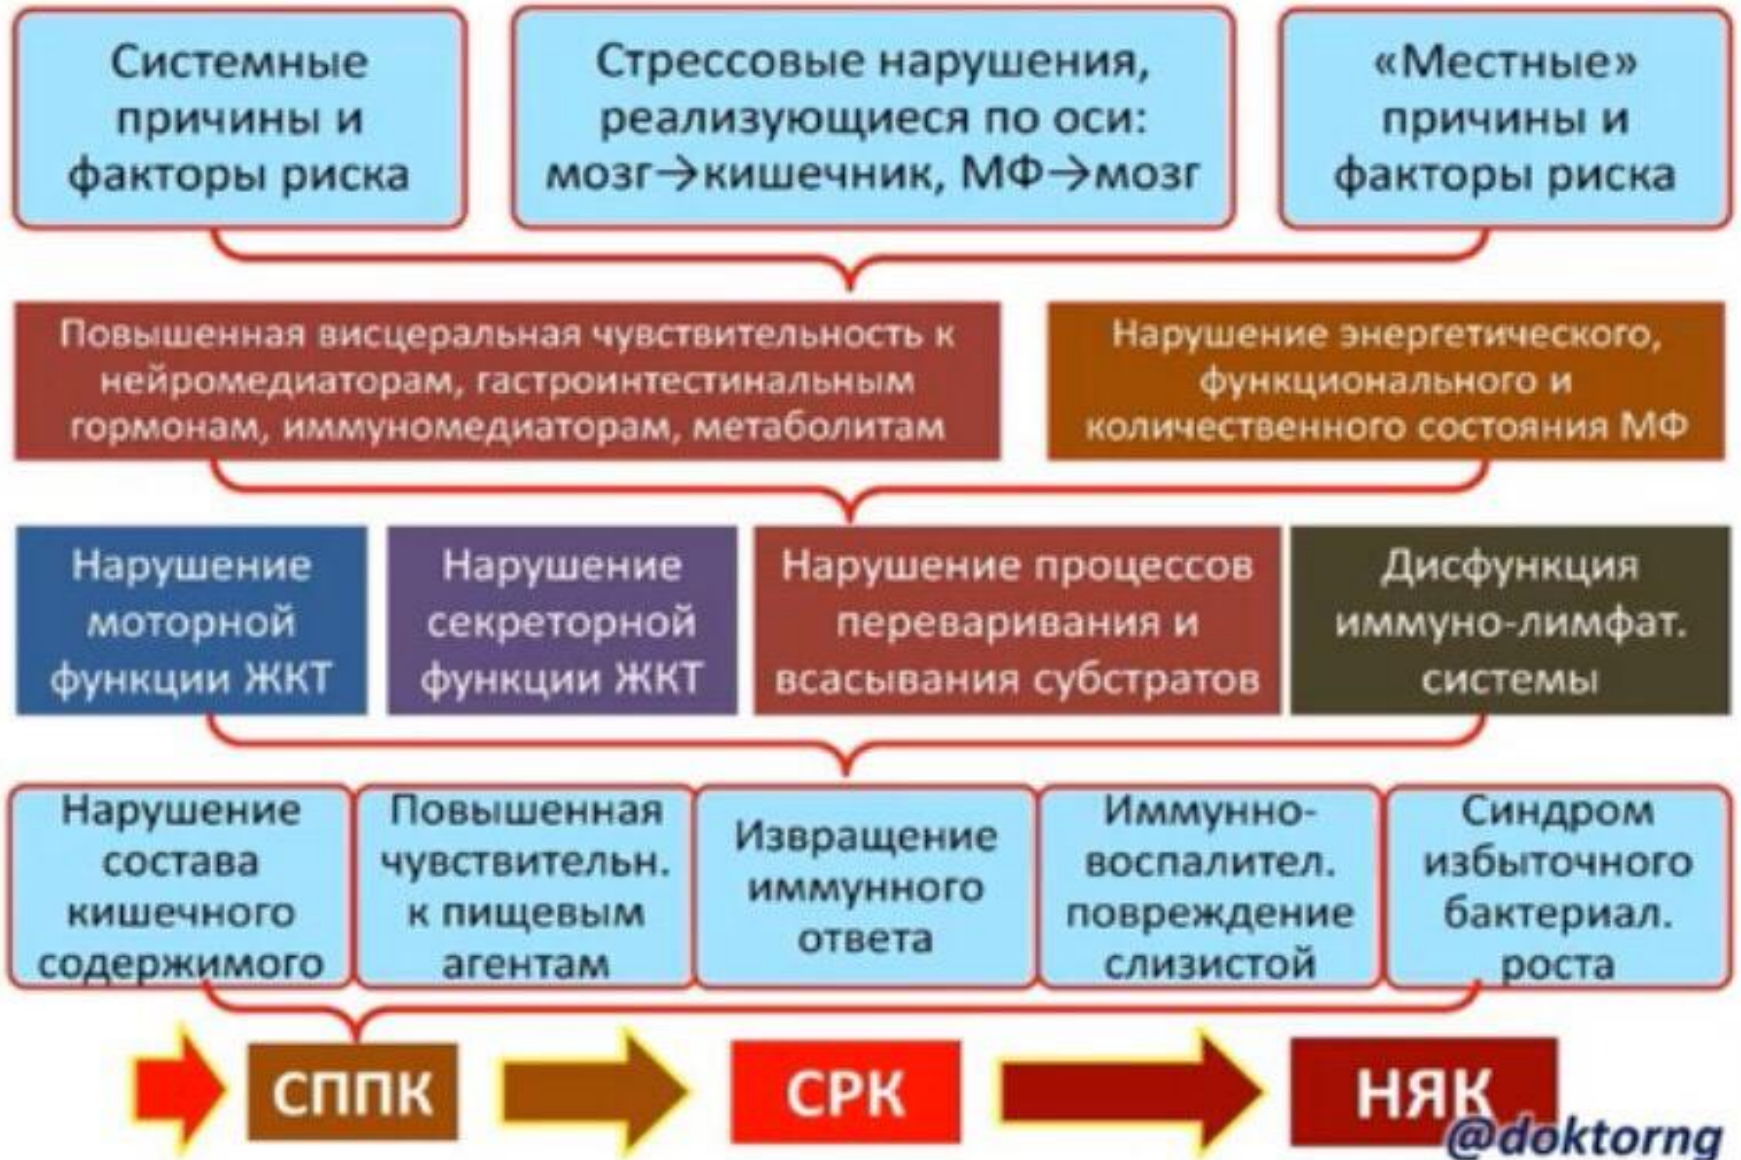 Системные
причины и
факторы риска
Стрессовые нарушения,
реализующиеся по оси:
мозг→кишечник, МФ→мозг
«Местные»
причины и
факторы риска
Повышенная висцеральная чувствительность к
нейромедиаторам, гастроинтестинальным
гормонам, иммуномедиаторам, метаболитам
Нарушение энергетического,
функционального и
количественного состояния МФ
Нарушение
моторной
функции ЖКТ
Нарушение
секреторной
функции ЖКТ
Нарушение процессов
переваривания и
всасывания субстратов
Дисфункция
иммуно-лимфат.
системы
Нарушение
состава
кишечного
содержимого
Повышенная
чувствительн.
к пищевым
агентам
Извращение
иммунного
ответа
Иммунно-
воспалител.
повреждение
слизистой
Синдром
избыточного
бактериал.
роста
СППК
СРК
НЯК
@doktorng